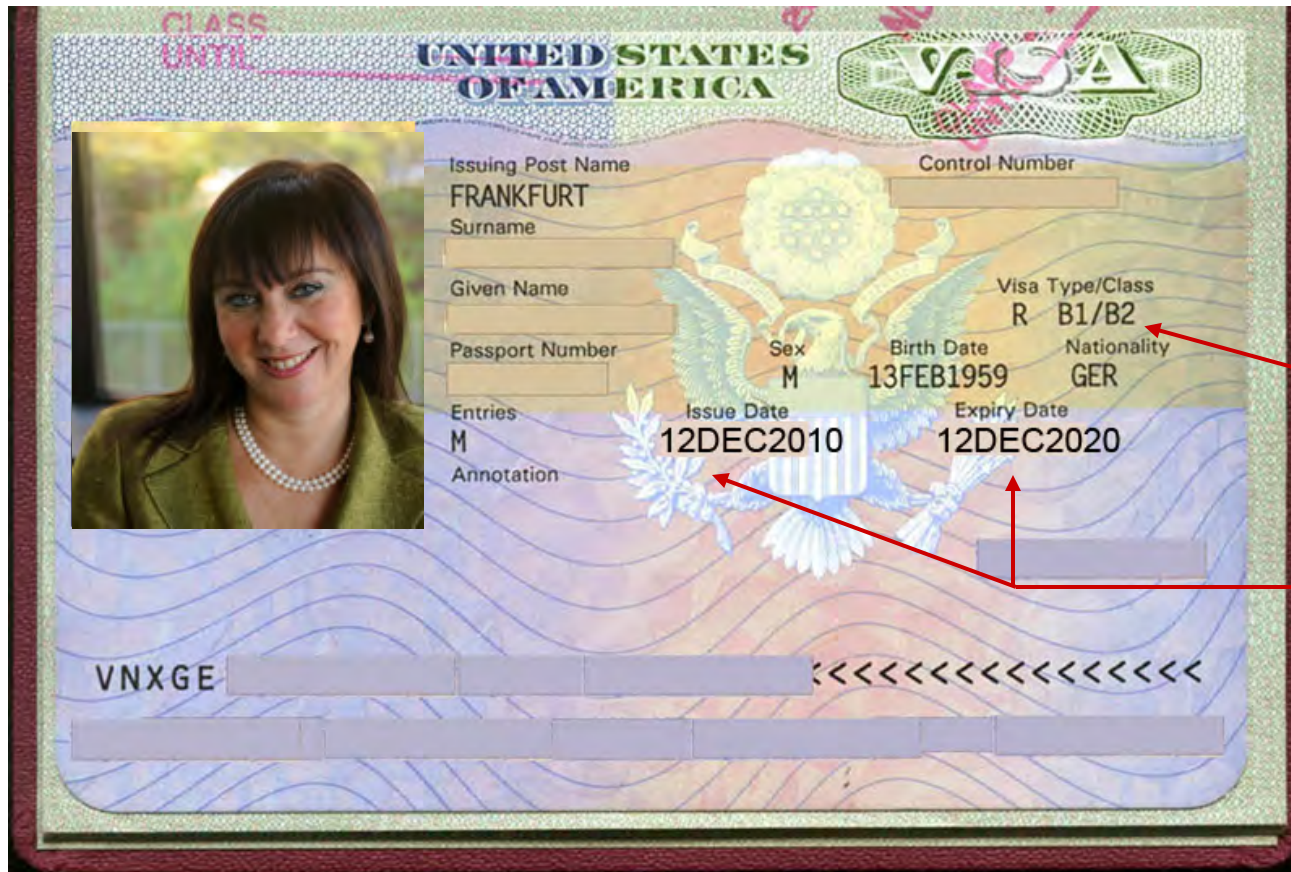 CLASS
UNTIL
UNITED STATES
OF AMERICA
VISA
Issuing Post Name
FRANKFURT
Control Number
Surname
Given Name
Visa Type/Class
R B1/B2
Passport Number
Sex
M
Birth Date
13FEB1959
Nationality
GER
Entries
M
Issue Date
12DEC2010
Expiry Date
12DEC2020
Annotation
VNXGE
<<<<<<<<<<<<<<<<<